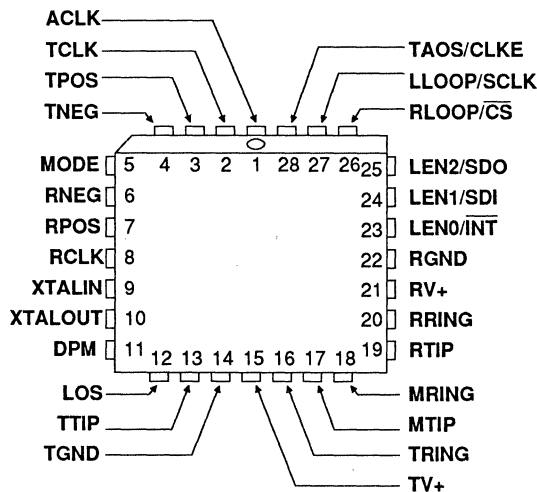 ACLK
TCLK TAOS/CLKE
TPOS LLOOP/SCLK
TNEG RLOOP/C̅S̅
4 3 2 1 28 27 26
MODE 5 25 LEN2/SDO
RNEG 6 24 LEN1/SDI
RPOS 7 23 LEN0/I̅N̅T̅
RCLK 8 22 RGND
XTALIN 9 21 RV+
XTALOUT 10 20 RRING
DPM 11 19 RTIP
12 13 14 15 16 17 18
LOS MRING
TTIP MTIP
TGND TRING
TV+